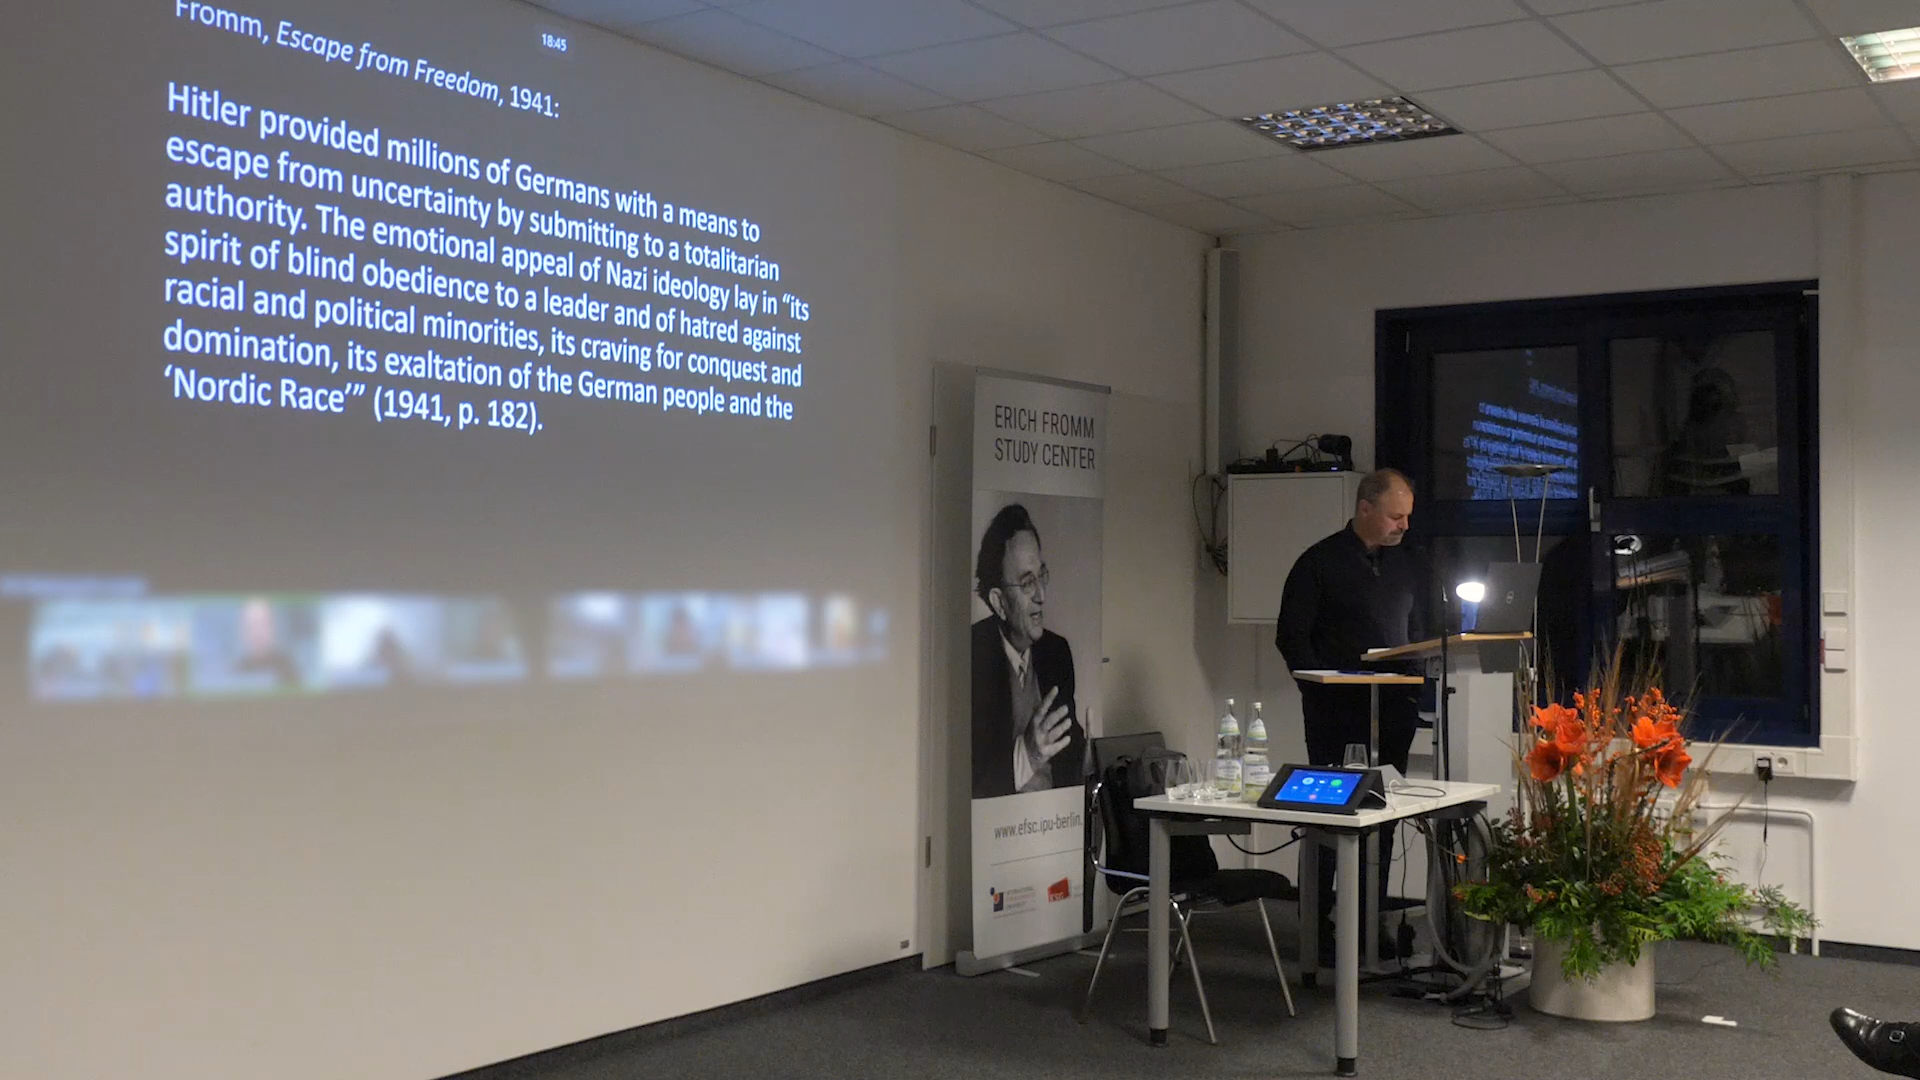 Fromm, Escape from Freedom, 1941:
18:45
Hitler provided millions of Germans with a means to
escape from uncertainty by submitting to a totalitarian
authority. The emotional appeal of Nazi ideology lay in “its
spirit of blind obedience to a leader and of hatred against
racial and political minorities, its craving for conquest and
domination, its exaltation of the German people and the
‘Nordic Race’” (1941, p. 182).
ERICH FROMM
STUDY CENTER
www.efsc.ipu-berlin.
INTERNATIONAL
UNIVERSITY